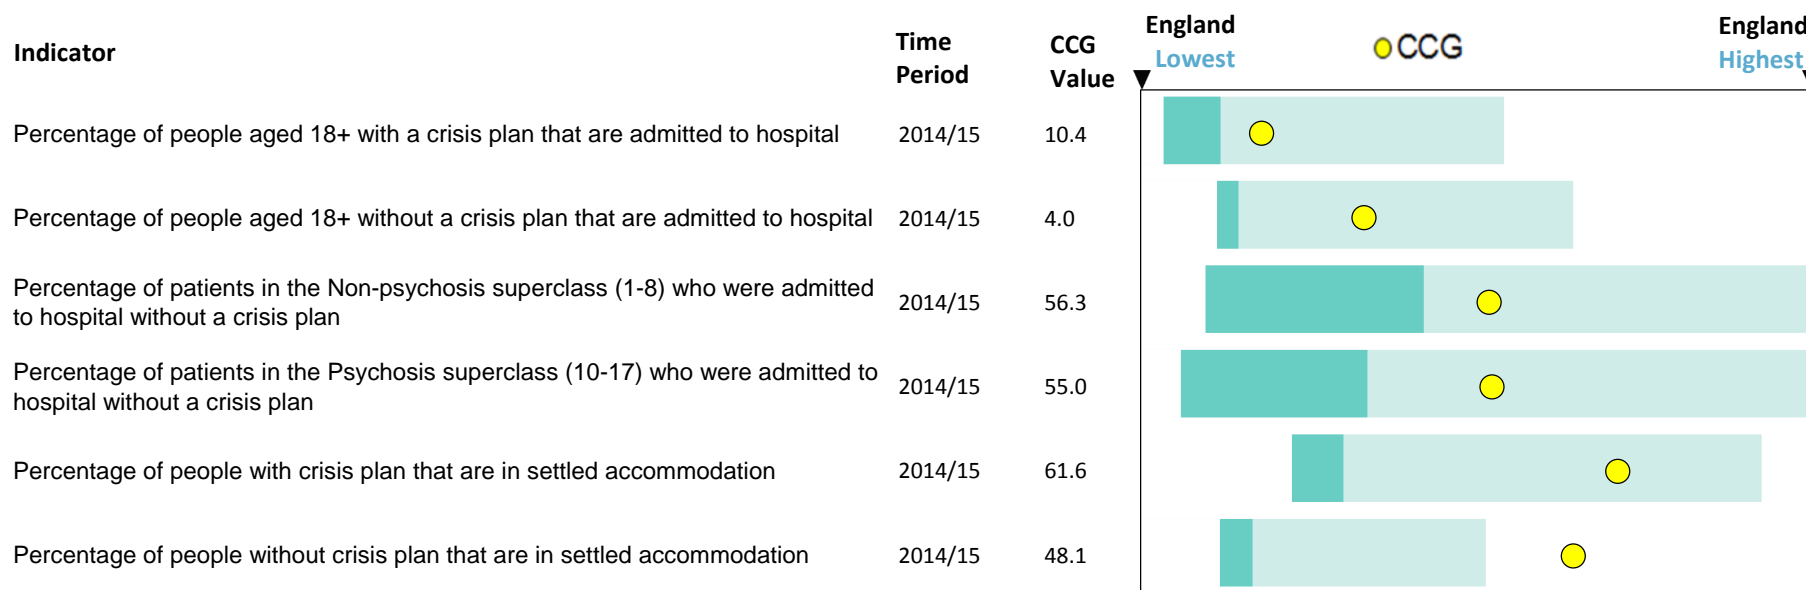 Indicator
Time
Period
CCG
Value
England
Lowest
CCG
England
Highest
Percentage of people aged 18+ with a crisis plan that are admitted to hospital 2014/15 10.4
Percentage of people aged 18+ without a crisis plan that are admitted to hospital 2014/15 4.0
Percentage of patients in the Non-psychosis superclass (1-8) who were admitted
to hospital without a crisis plan
2014/15 56.3
Percentage of patients in the Psychosis superclass (10-17) who were admitted to
hospital without a crisis plan
2014/15 55.0
Percentage of people with crisis plan that are in settled accommodation 2014/15 61.6
Percentage of people without crisis plan that are in settled accommodation 2014/15 48.1